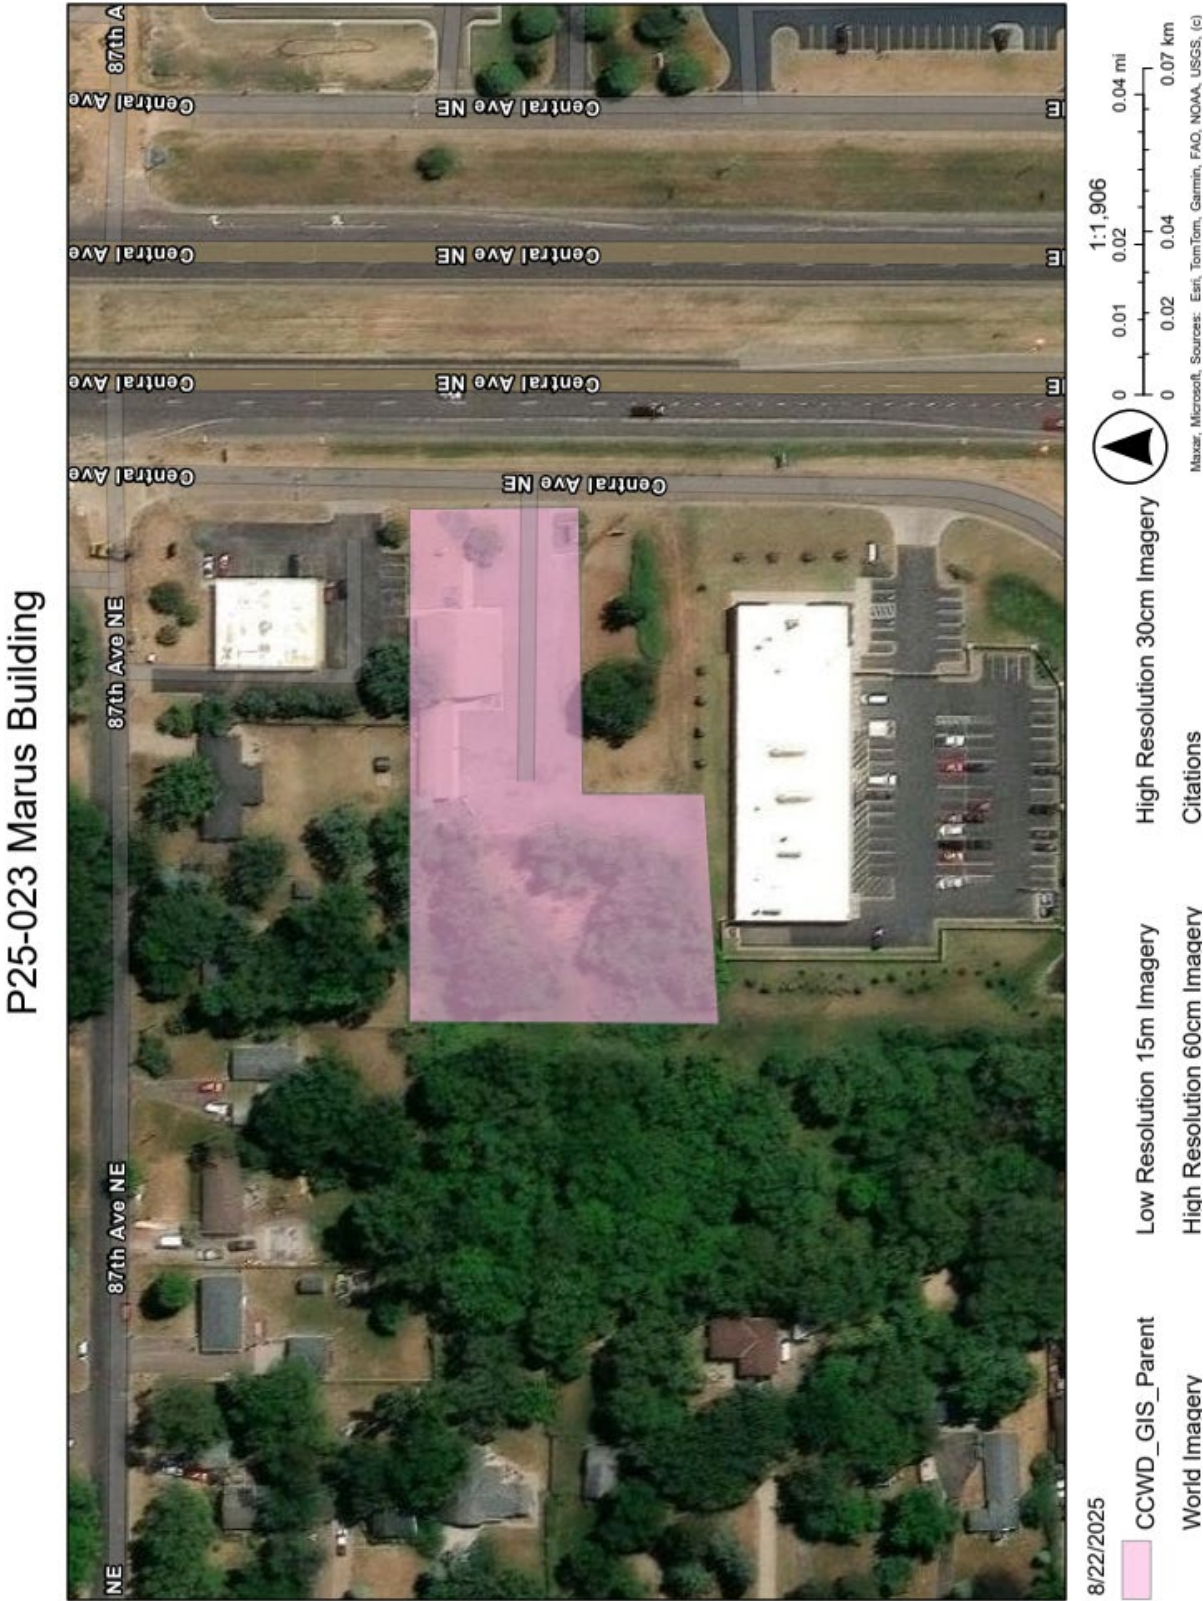 P25-023 Marus Building
NE
87th Ave NE
87th Ave NE
87th A
Central Ave
Central Ave
Central Ave
Central Ave
Central Ave NE
Central Ave NE
Central Ave NE
Central Ave NE
NE
NE
NE
8/22/2025
CCWD_GIS_Parent
World Imagery
Low Resolution 15m Imagery
High Resolution 60cm Imagery
High Resolution 30cm Imagery
Citations
1:1,906
0 0.01 0.02 0.04 mi
0 0.02 0.04 0.07 km
Maxar, Microsoft, Sources: Esri, TomTom, Garmin, FAO, NOAA, USGS, (c)